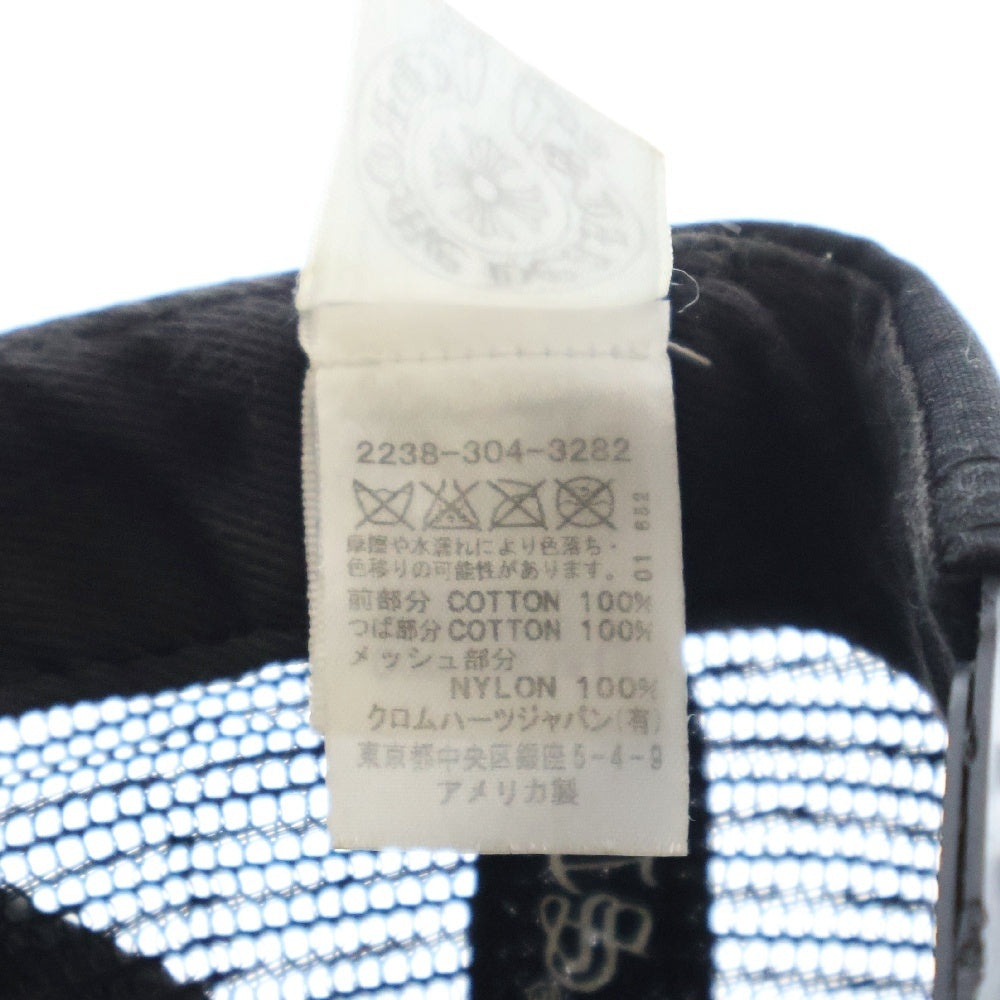 2238-304-3282
摩擦や水濡れにより色落ち・
色移りの可能性があります。
01 652
前部分 COTTON 100%
つば部分 COTTON 100%
メッシュ部分
NYLON 100%
クロムハーツジャパン(有)
東京都中央区銀座5-4-9
アメリカ製